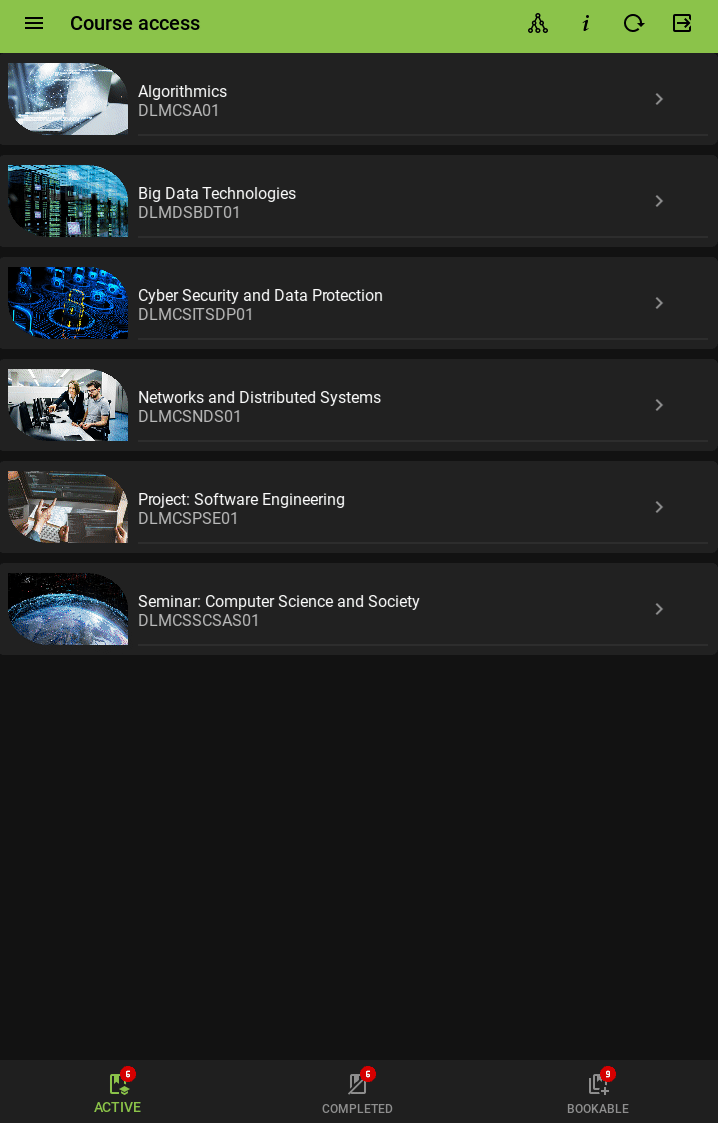 Course access
i
Algorithmics
DLMCSA01
Big Data Technologies
DLMDSBDT01
Cyber Security and Data Protection
DLMCSITSDP01
Networks and Distributed Systems
DLMCSNDS01
Project: Software Engineering
DLMCSPSE01
Seminar: Computer Science and Society
DLMCSSCSAS01
6
ACTIVE
6
COMPLETED
9
BOOKABLE